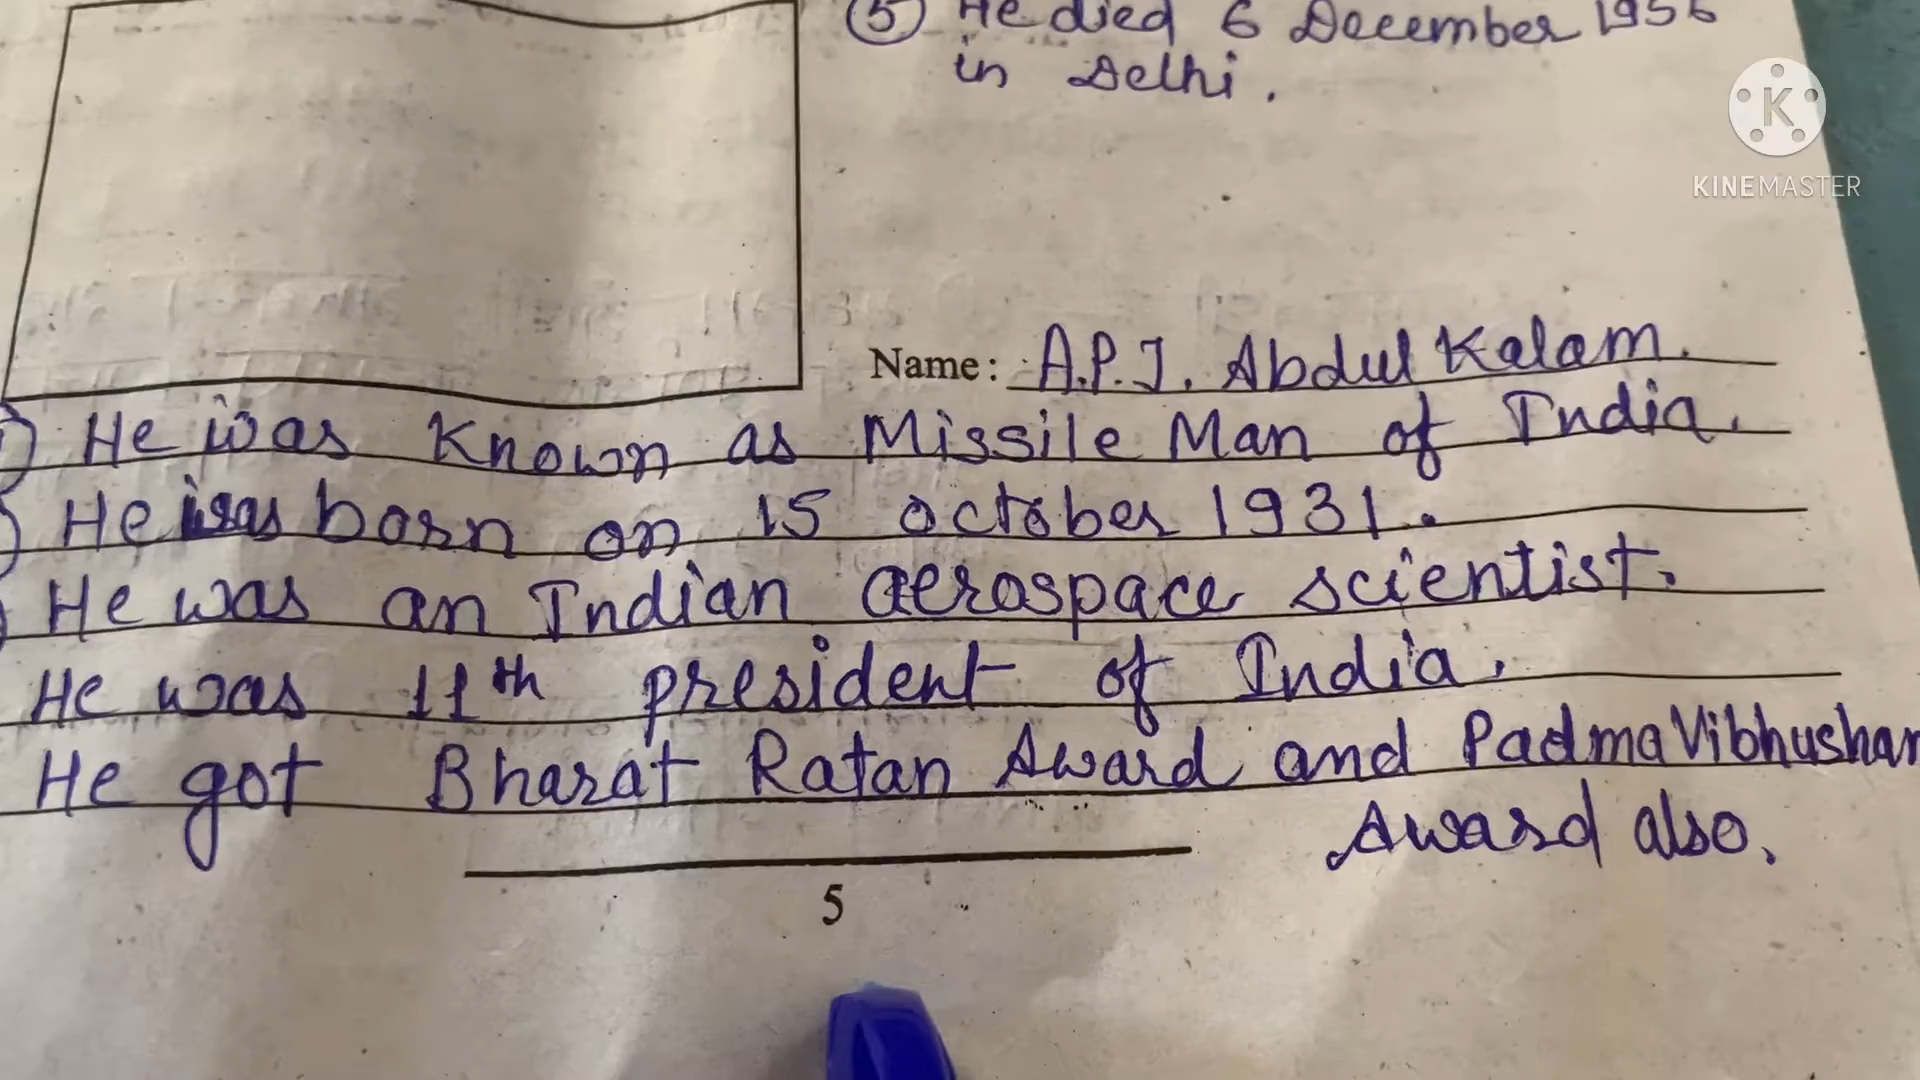 5 He died 6 December 1956
in Delhi.
K
KINEMASTER
Name: A.P.J. Abdul Kalam.
He was Known as Missile Man of India.
He was born on 15 october 1931.
He was an Indian aerospace scientist.
He was 11th president of India.
He got Bharat Ratan Award and Padma Vibhushan
Award also.
5